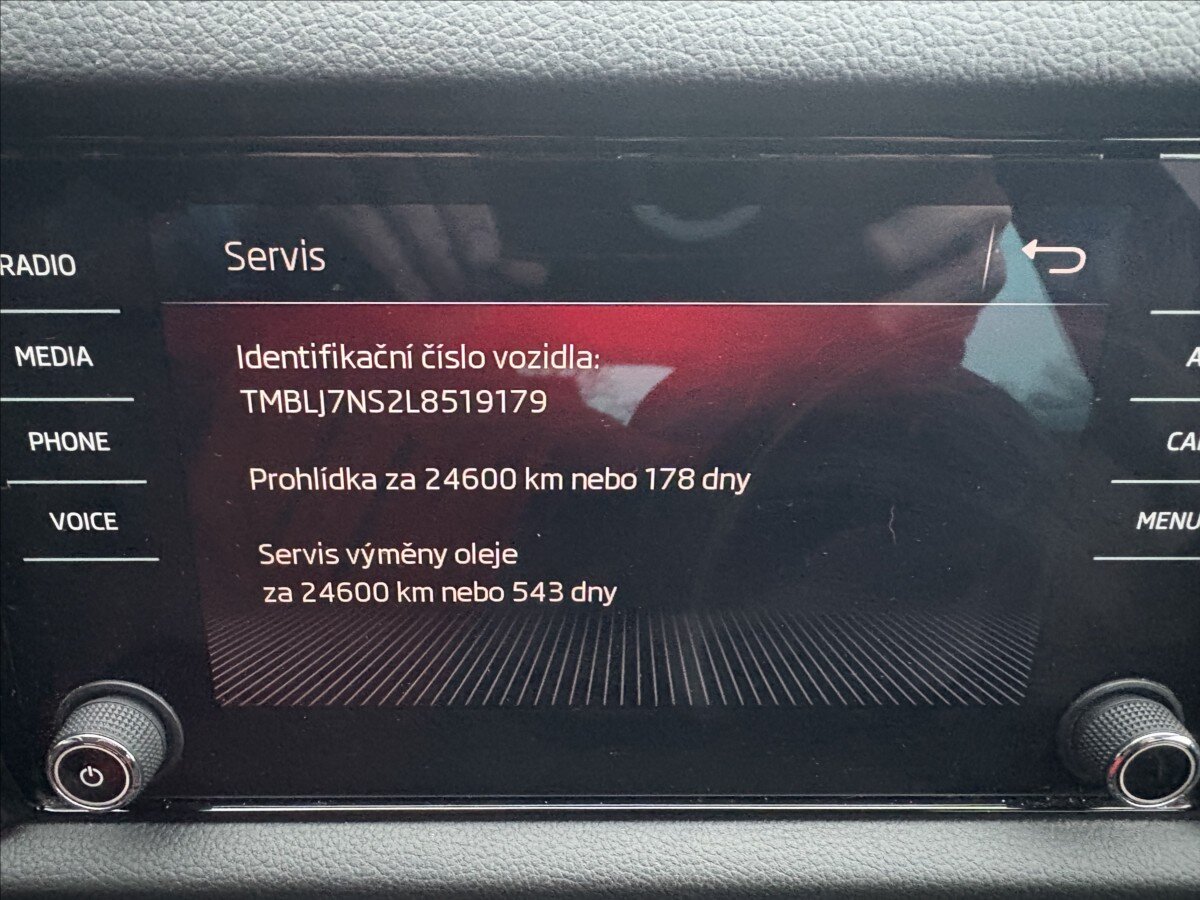 Servis
RADIO
MEDIA
PHONE
VOICE
Identifikační číslo vozidla:
TMBLJ7NS2L8519179
Prohlídka za 24600 km nebo 178 dny
Servis výměny oleje
za 24600 km nebo 543 dny
MENU